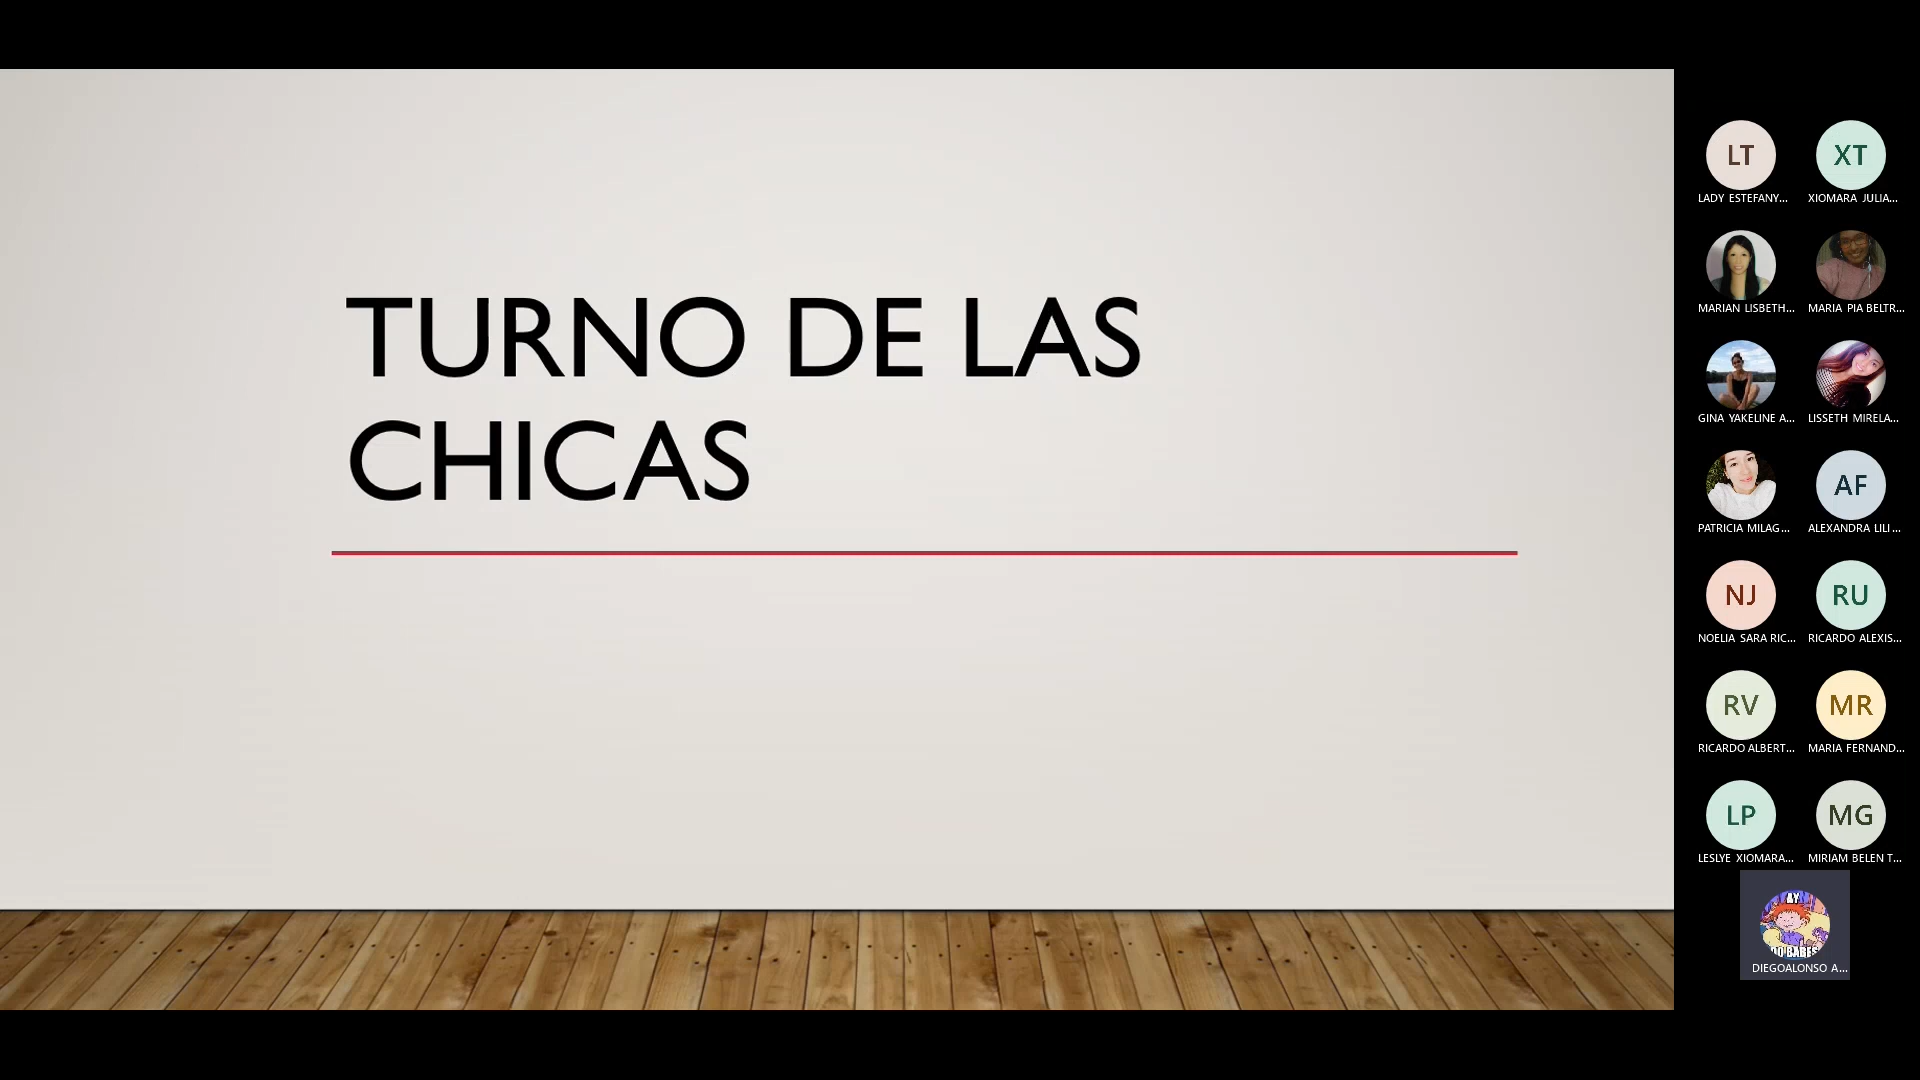 TURNO DE LAS
CHICAS
LT
XT
LADY ESTEFANY...
XIOMARA JULIA...
MARIAN LISBETH...
MARIA PIA BELTR...
GINA YAKELINE A...
LISSETH MIRELA...
AF
PATRICIA MILAG...
ALEXANDRA LILI...
NJ
RU
NOELIA SARA RIC...
RICARDO ALEXIS...
RV
MR
RICARDO ALBERT...
MARIA FERNAND...
LP
MG
LESLYE XIOMARA...
MIRIAM BELEN T...
AY
DIEGOALONSO A...